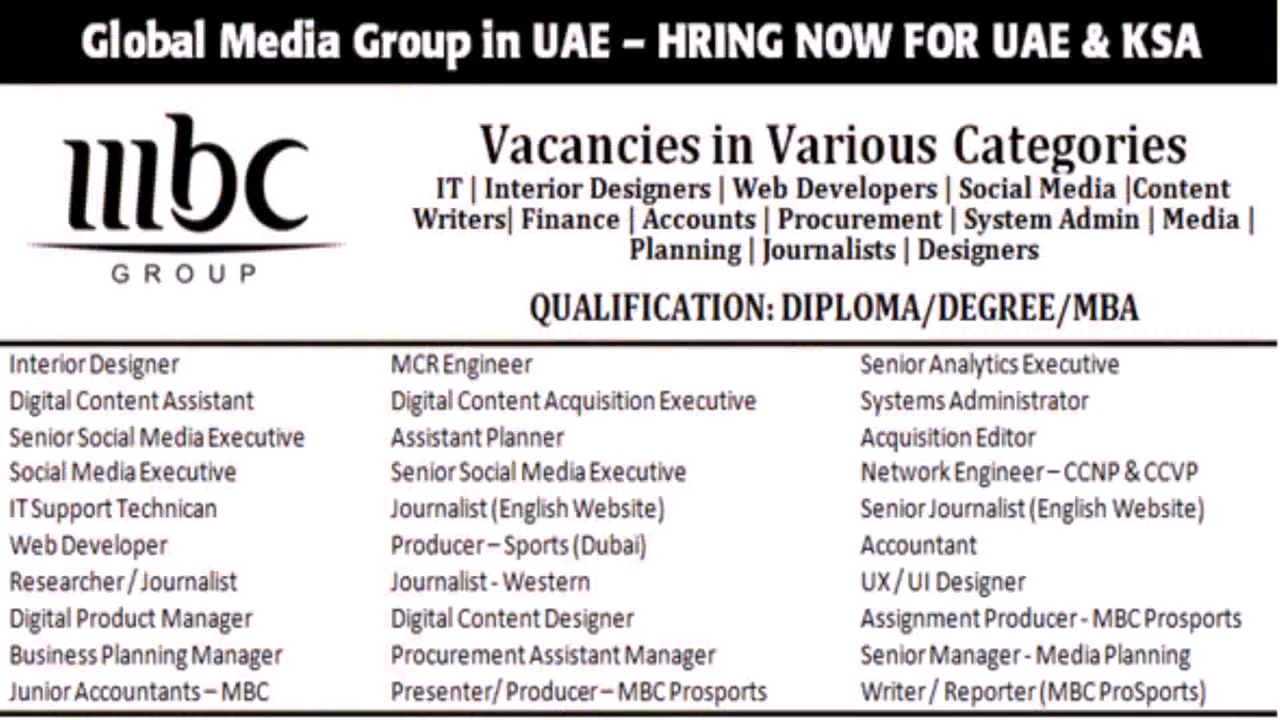 Global Media Group in UAE – HRING NOW FOR UAE & KSA
mbc
GROUP
Vacancies in Various Categories
IT | Interior Designers | Web Developers | Social Media |Content
Writers| Finance | Accounts | Procurement | System Admin | Media |
Planning | Journalists | Designers
QUALIFICATION: DIPLOMA/DEGREE/MBA
Interior Designer
Digital Content Assistant
Senior Social Media Executive
Social Media Executive
IT Support Technican
Web Developer
Researcher / Journalist
Digital Product Manager
Business Planning Manager
Junior Accountants – MBC
MCR Engineer
Digital Content Acquisition Executive
Assistant Planner
Senior Social Media Executive
Journalist (English Website)
Producer – Sports (Dubai)
Journalist - Western
Digital Content Designer
Procurement Assistant Manager
Presenter/ Producer – MBC Prosports
Senior Analytics Executive
Systems Administrator
Acquisition Editor
Network Engineer – CCNP & CCVP
Senior Journalist (English Website)
Accountant
UX / UI Designer
Assignment Producer - MBC Prosports
Senior Manager - Media Planning
Writer / Reporter (MBC ProSports)